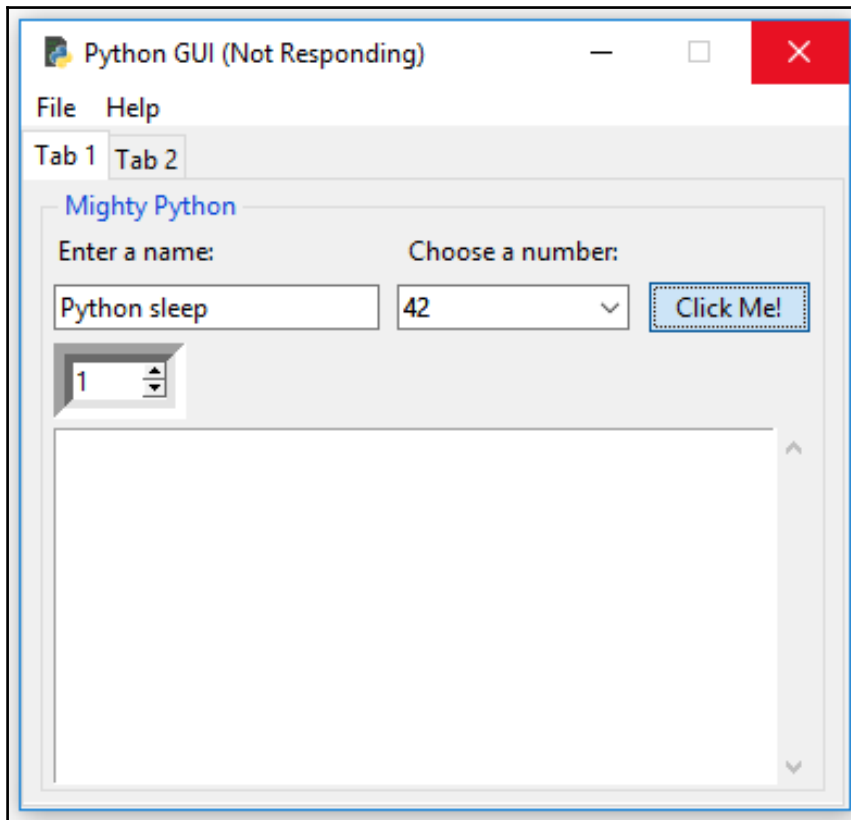 Python GUI (Not Responding)
File Help
Tab 1 Tab 2
Mighty Python
Enter a name: Choose a number:
Python sleep 42 Click Me!
1